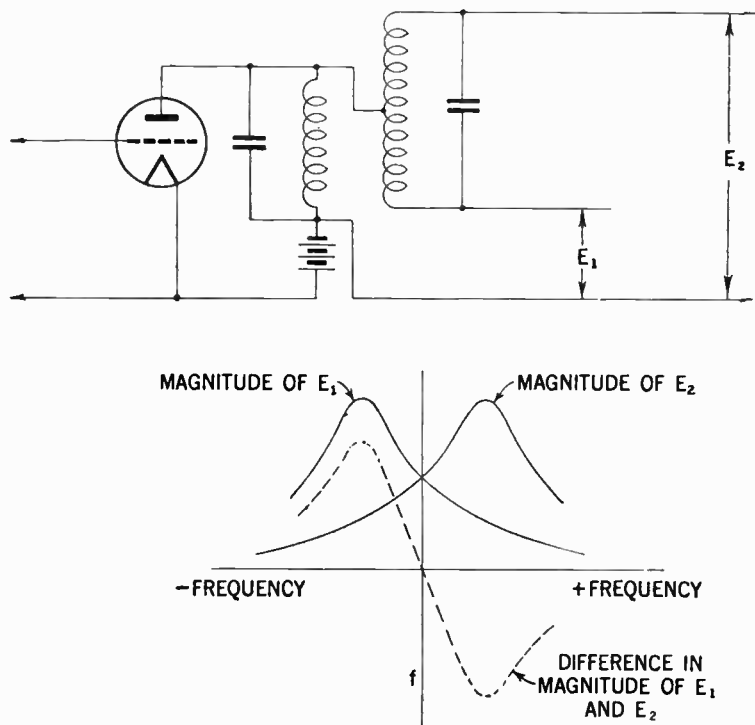 E₂
E₁
MAGNITUDE OF E₁
MAGNITUDE OF E₂
−FREQUENCY
+FREQUENCY
f
DIFFERENCE IN
MAGNITUDE OF E₁
AND E₂